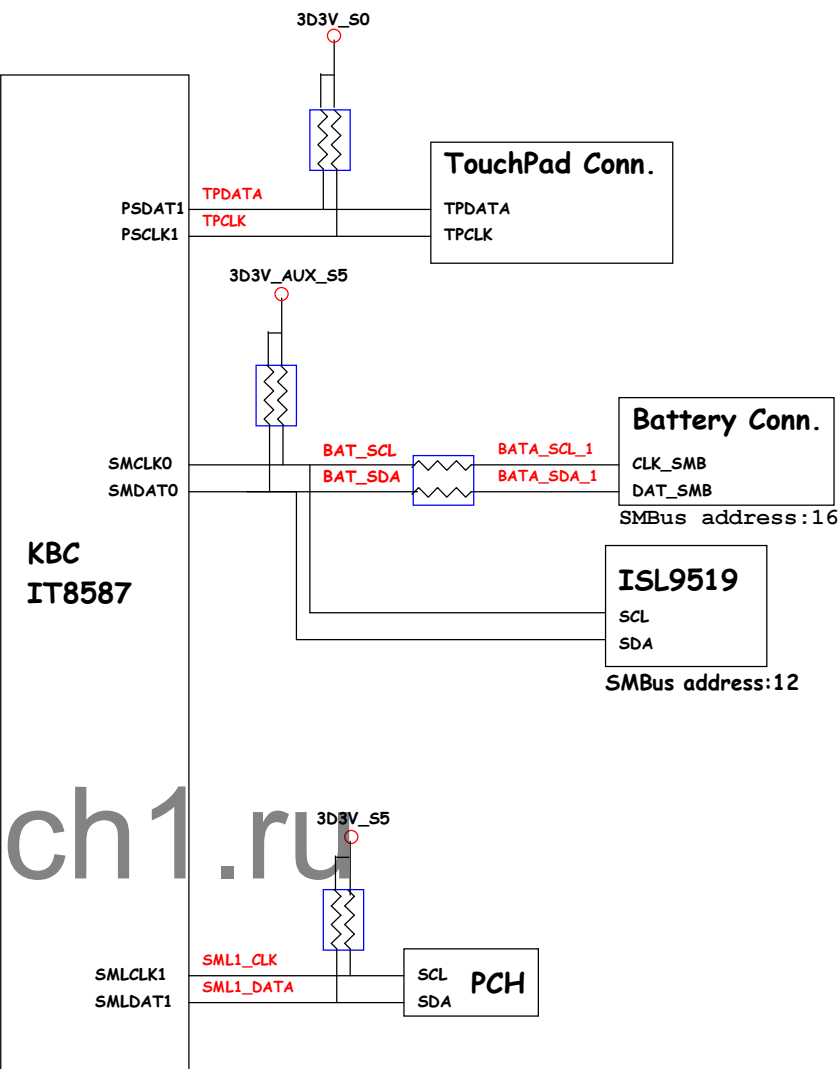 3D3V_S0
TouchPad Conn.
PSDAT1 TPDATA TPDATA
PSCLK1 TPCLK TPCLK
3D3V_AUX_S5
Battery Conn.
SMCLK0 BAT_SCL BATA_SCL_1 CLK_SMB
SMDAT0 BAT_SDA BATA_SDA_1 DAT_SMB
SMBus address:16
KBC
IT8587
ISL9519
SCL
SDA
SMBus address:12
ch1.ru
3D3V_S5
SMLCLK1 SML1_CLK SCL
SMLDAT1 SML1_DATA SDA
PCH